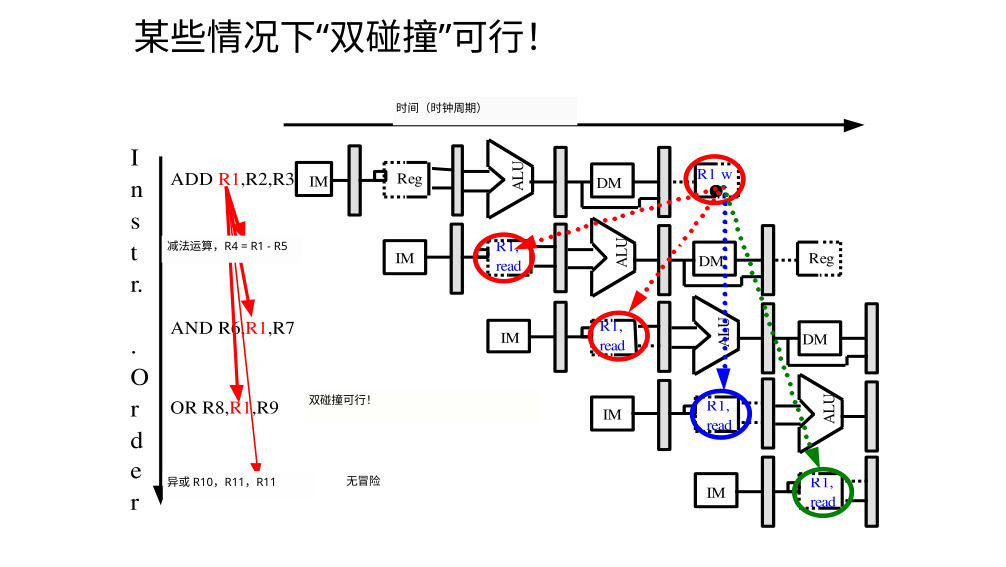 某些情况下“双碰撞”可行！
时间（时钟周期）
Instr. . Order
ADD R1,R2,R3
IM
Reg
ALU
DM
R1 w
减法运算，R4 = R1 - R5
IM
R1,
read
ALU
DM
Reg
AND R6,R1,R7
IM
R1,
read
ALU
DM
OR R8,R1,R9
双碰撞可行！
IM
R1,
read
ALU
异或 R10，R11，R11
无冒险
IM
R1,
read